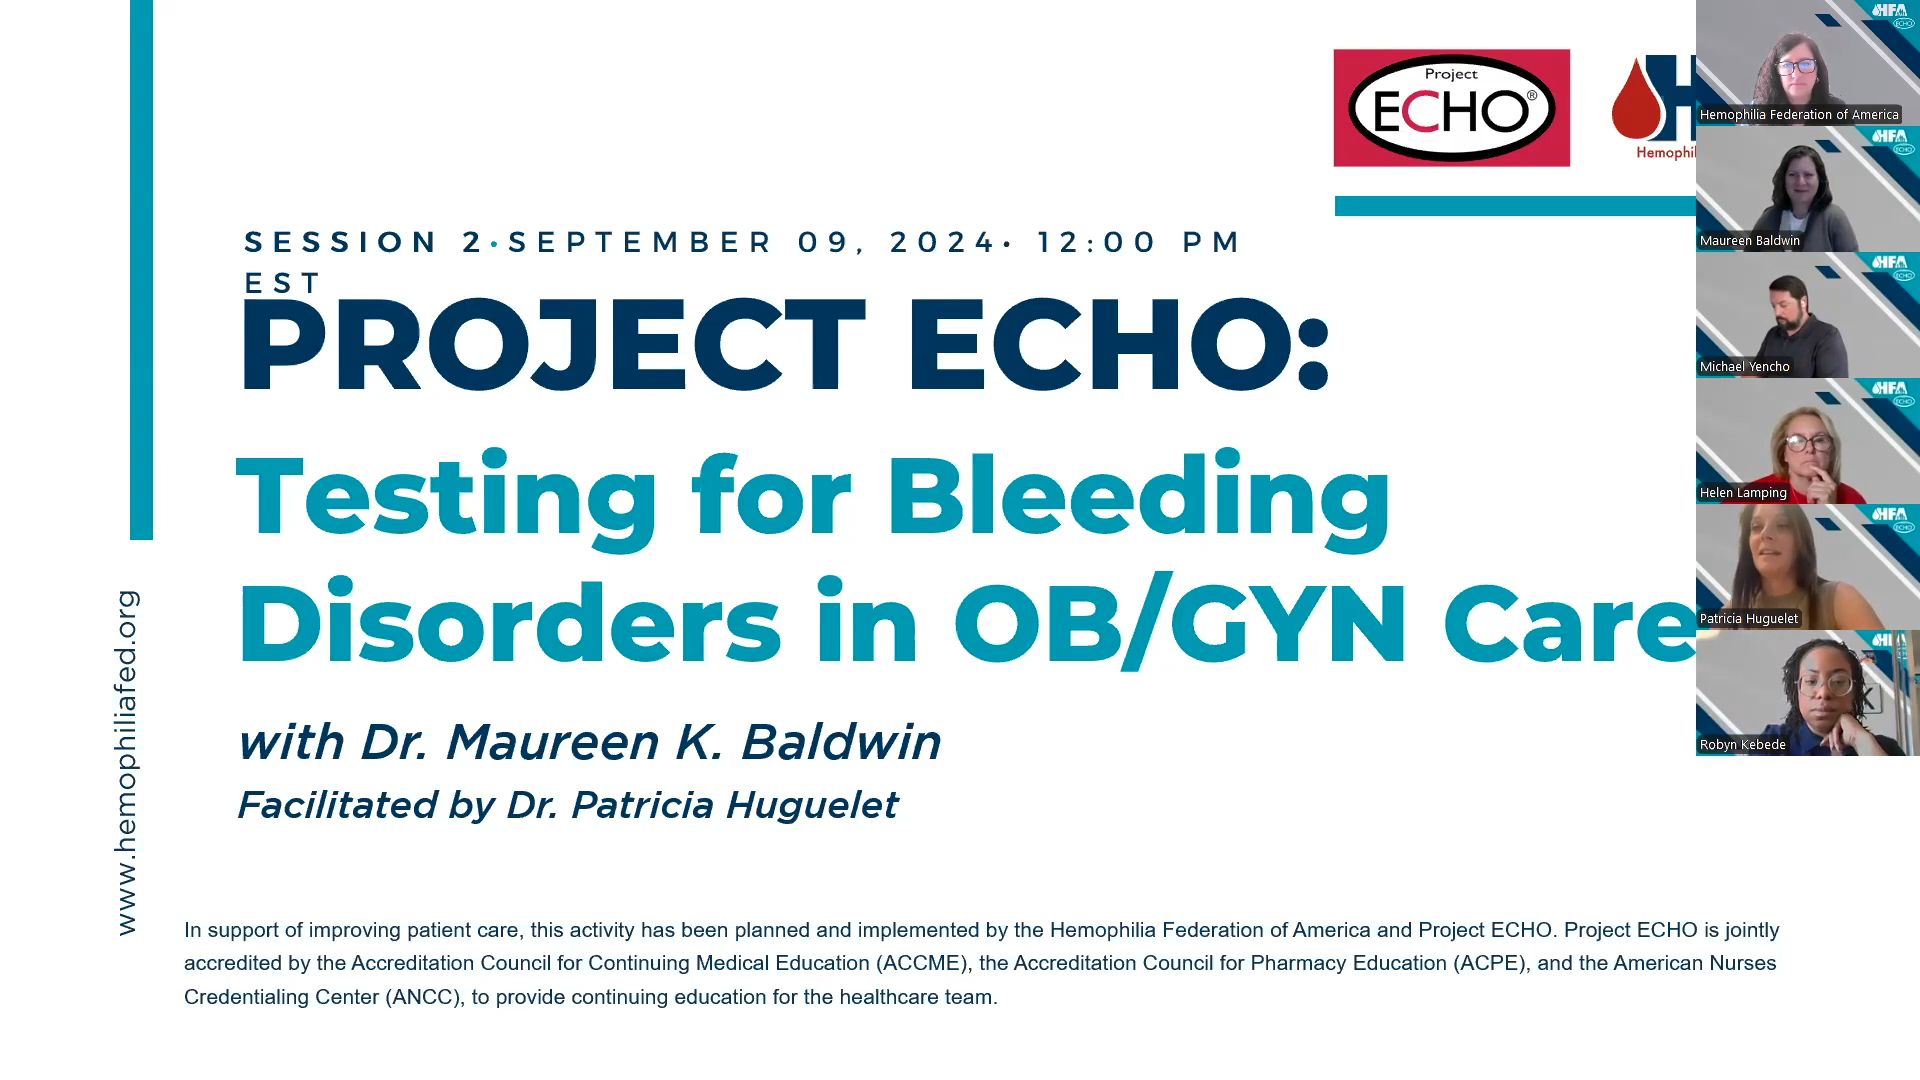 Project
ECHO®
H
Hemophil
SESSION 2·SEPTEMBER 09, 2024· 12:00 PM
EST
PROJECT ECHO:
Testing for Bleeding
Disorders in OB/GYN Care
with Dr. Maureen K. Baldwin
Facilitated by Dr. Patricia Huguelet
www.hemophiliafed.org
In support of improving patient care, this activity has been planned and implemented by the Hemophilia Federation of America and Project ECHO. Project ECHO is jointly
accredited by the Accreditation Council for Continuing Medical Education (ACCME), the Accreditation Council for Pharmacy Education (ACPE), and the American Nurses
Credentialing Center (ANCC), to provide continuing education for the healthcare team.
HFA
ECHO
Hemophilia Federation of America
HFA
ECHO
Maureen Baldwin
HFA
ECHO
Michael Yencho
HFA
ECHO
Helen Lamping
HFA
ECHO
Patricia Huguelet
Robyn Kebede